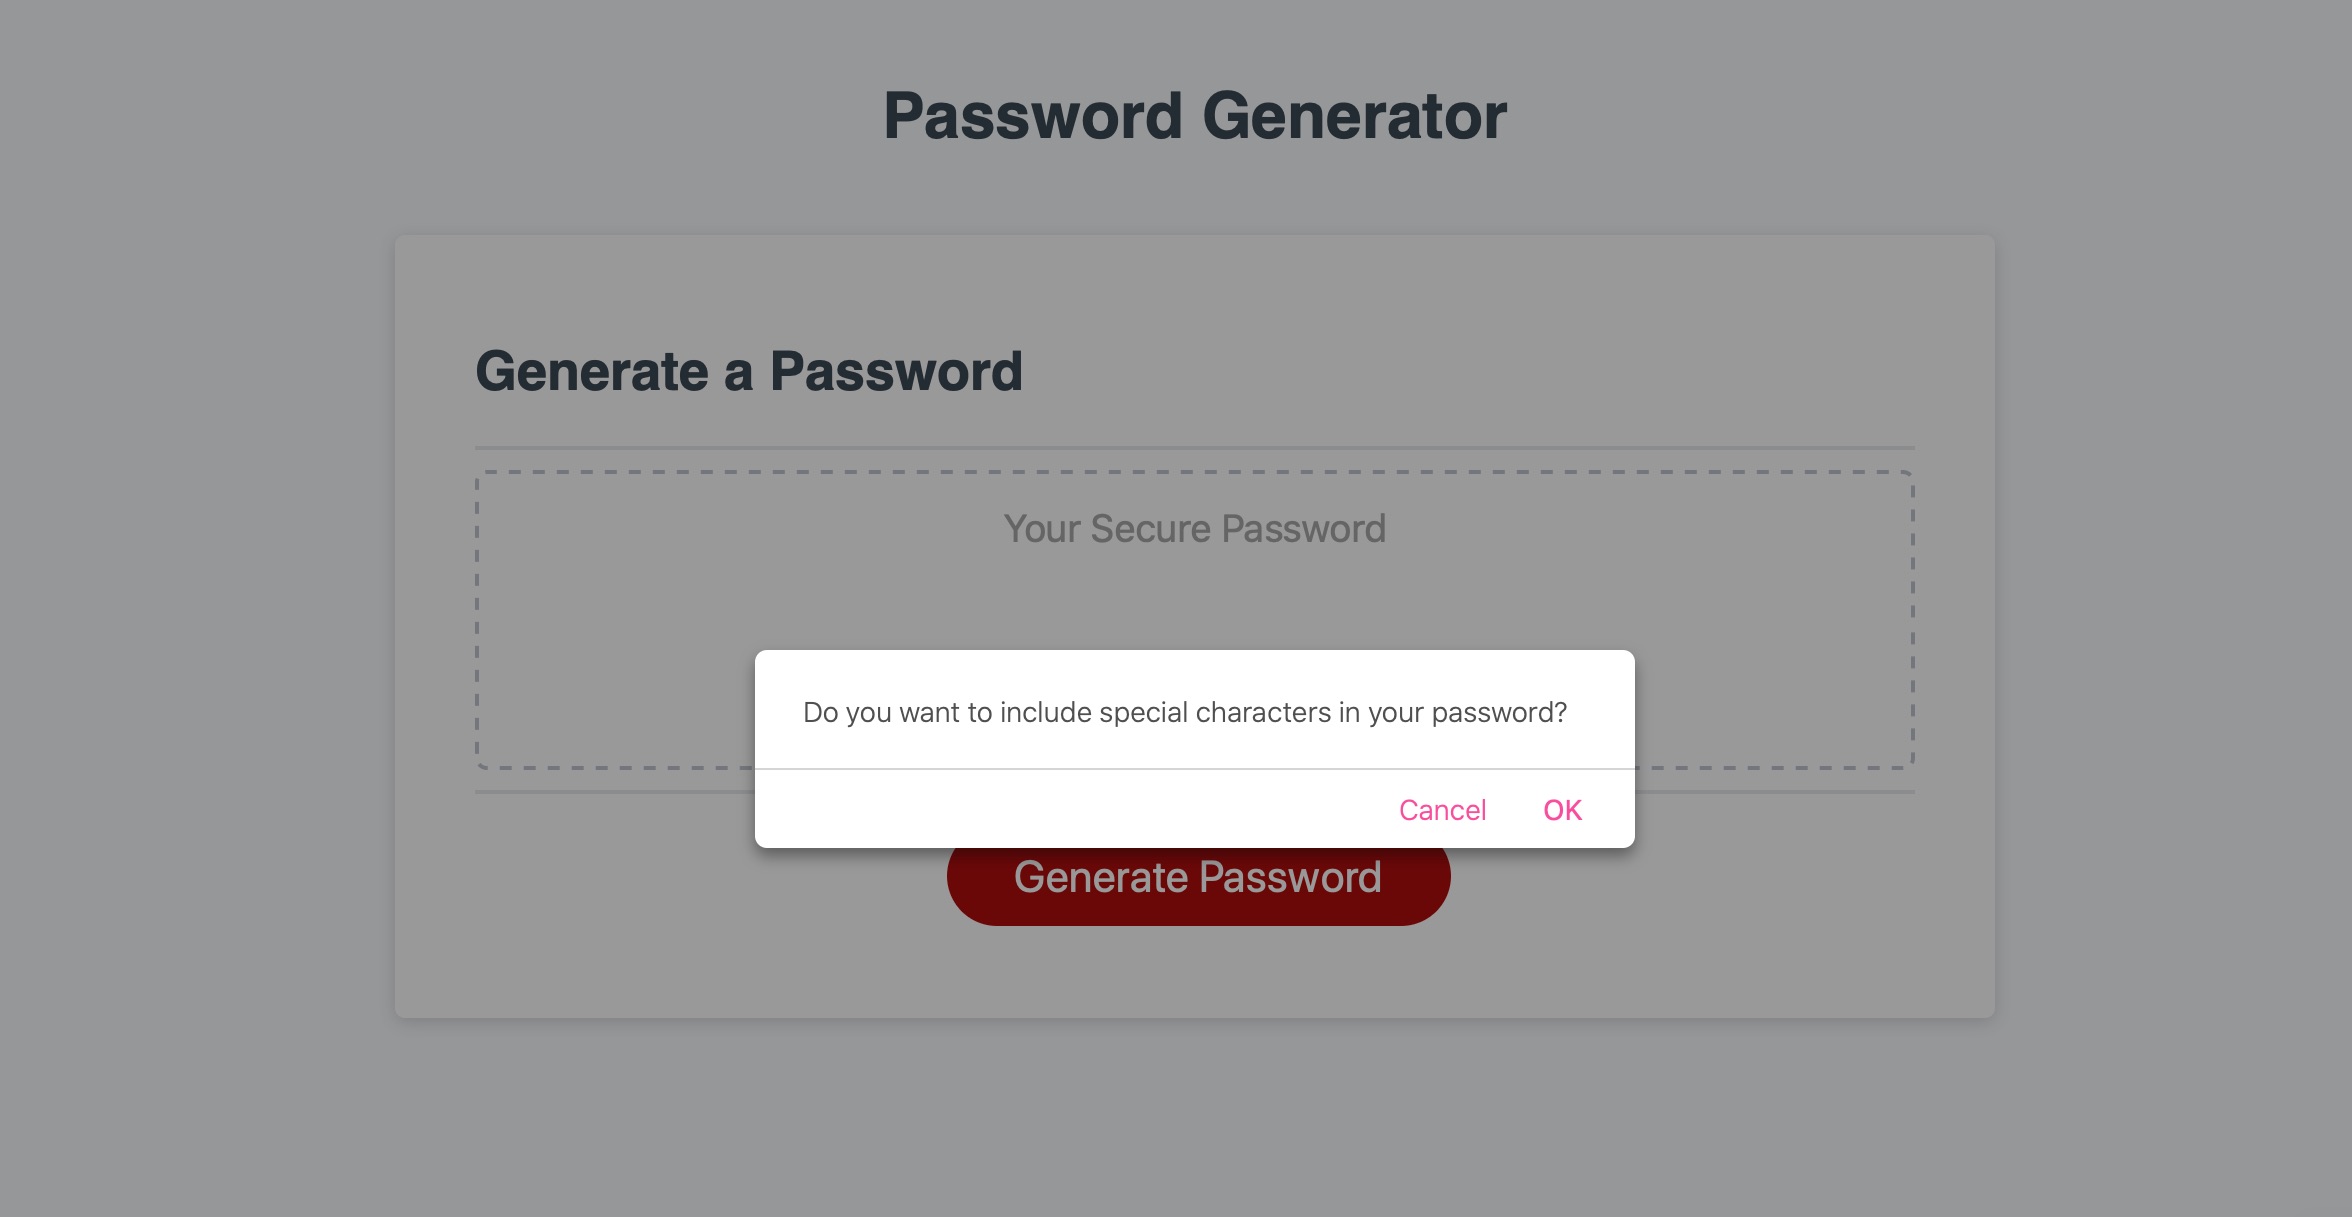 Password Generator
Generate a Password
Your Secure Password
Do you want to include special characters in your password?
Cancel OK
Generate Password